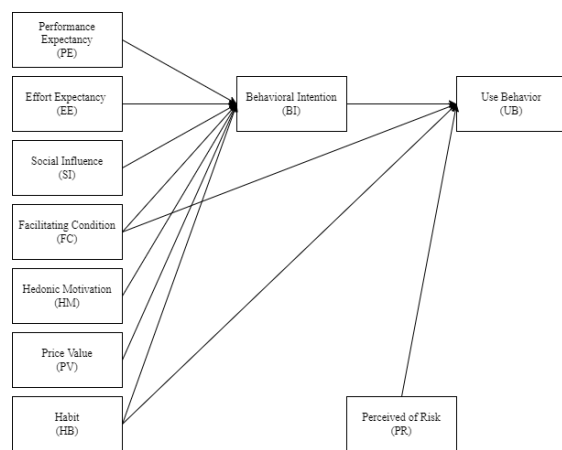 Performance
Expectancy
(PE)
Effort Expectancy
(EE)
Behavioral Intention
(BI)
Use Behavior
(UB)
Social Influence
(SI)
Facilitating Condition
(FC)
Hedonic Motivation
(HM)
Price Value
(PV)
Habit
(HB)
Perceived of Risk
(PR)